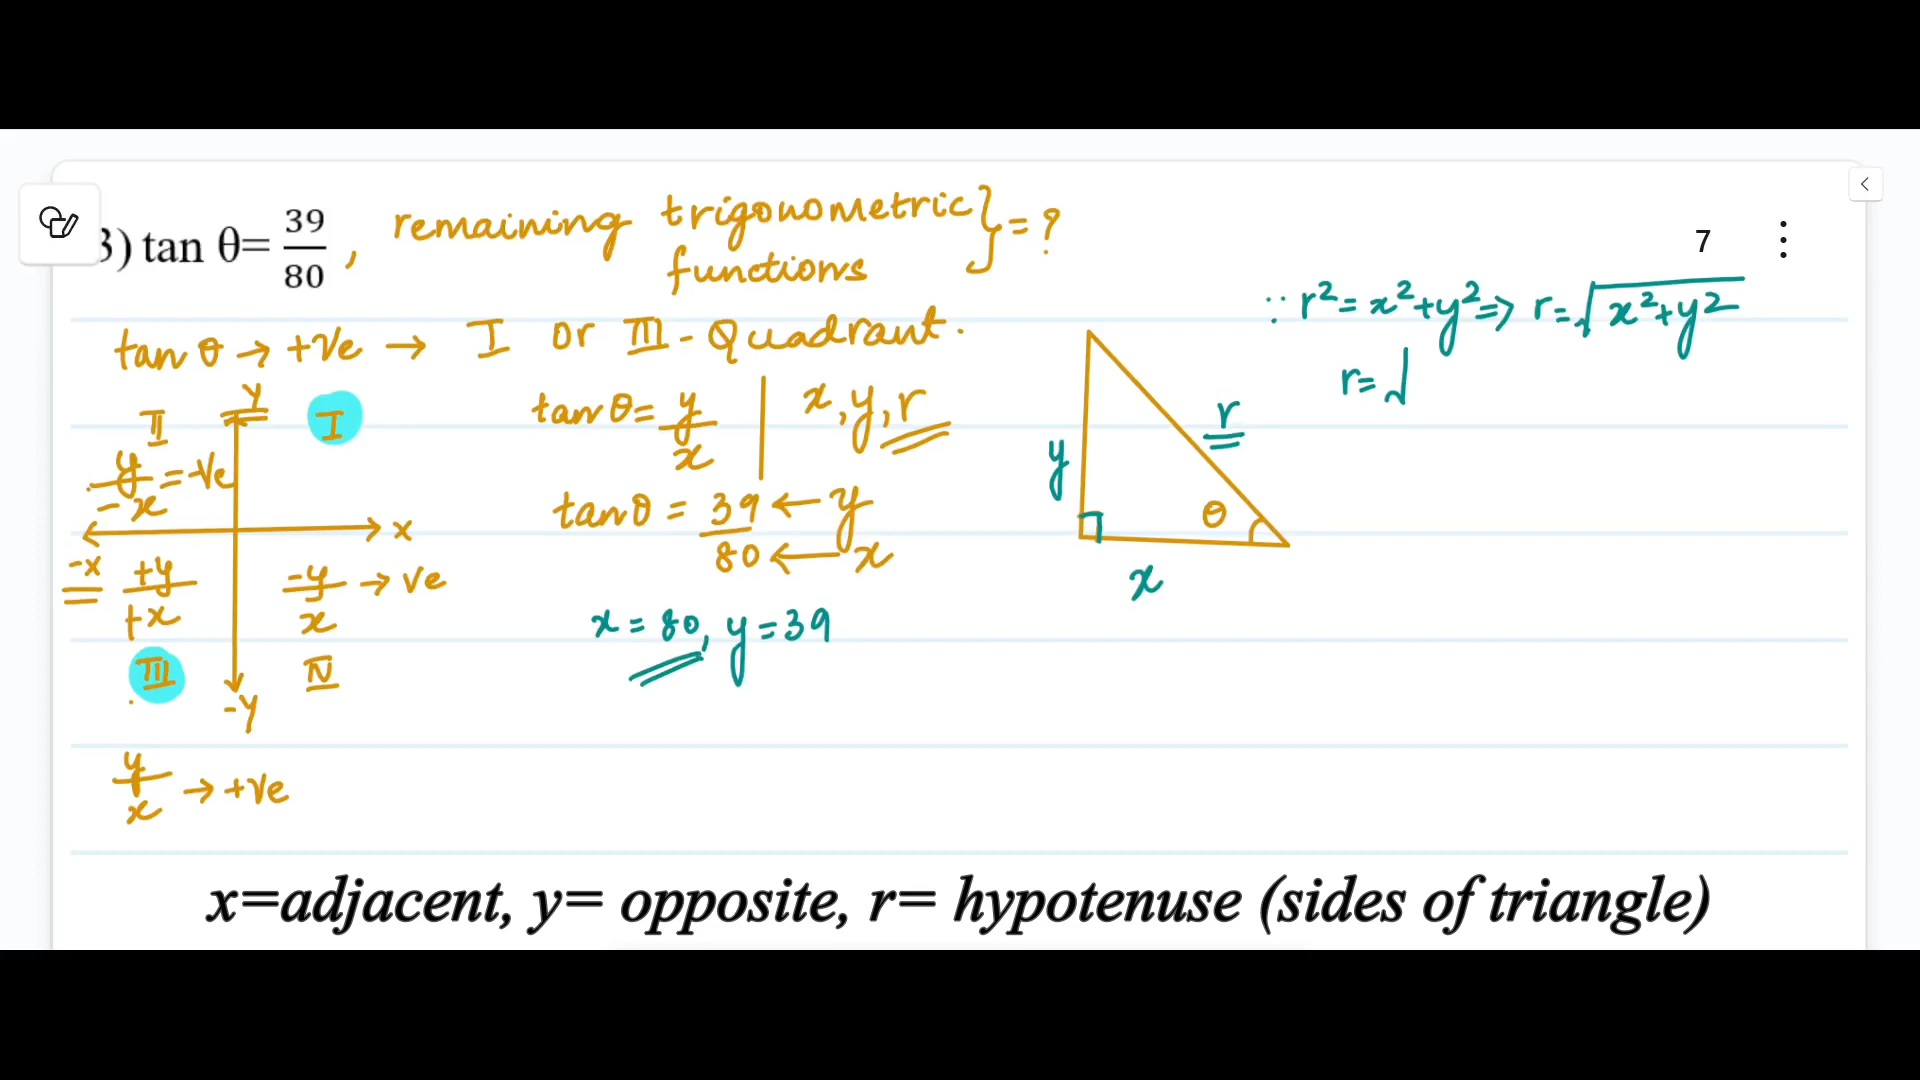 3) tan θ= 39/80 , remaining trigonometric functions } = ?
7
∵ r² = x²+y² ⇒ r = √x²+y²
r = √
tan θ → +ve → I or III - Quadrant.
y
II
I
y/-x = -ve
x
-x
+y/+x
-y/x → ve
III
IV
-y
y/x → +ve
tan θ = y/x | x, y, r
tan θ = 39/80 ← y ← x
x = 80, y = 39
y
r
θ
x
x=adjacent, y= opposite, r= hypotenuse (sides of triangle)